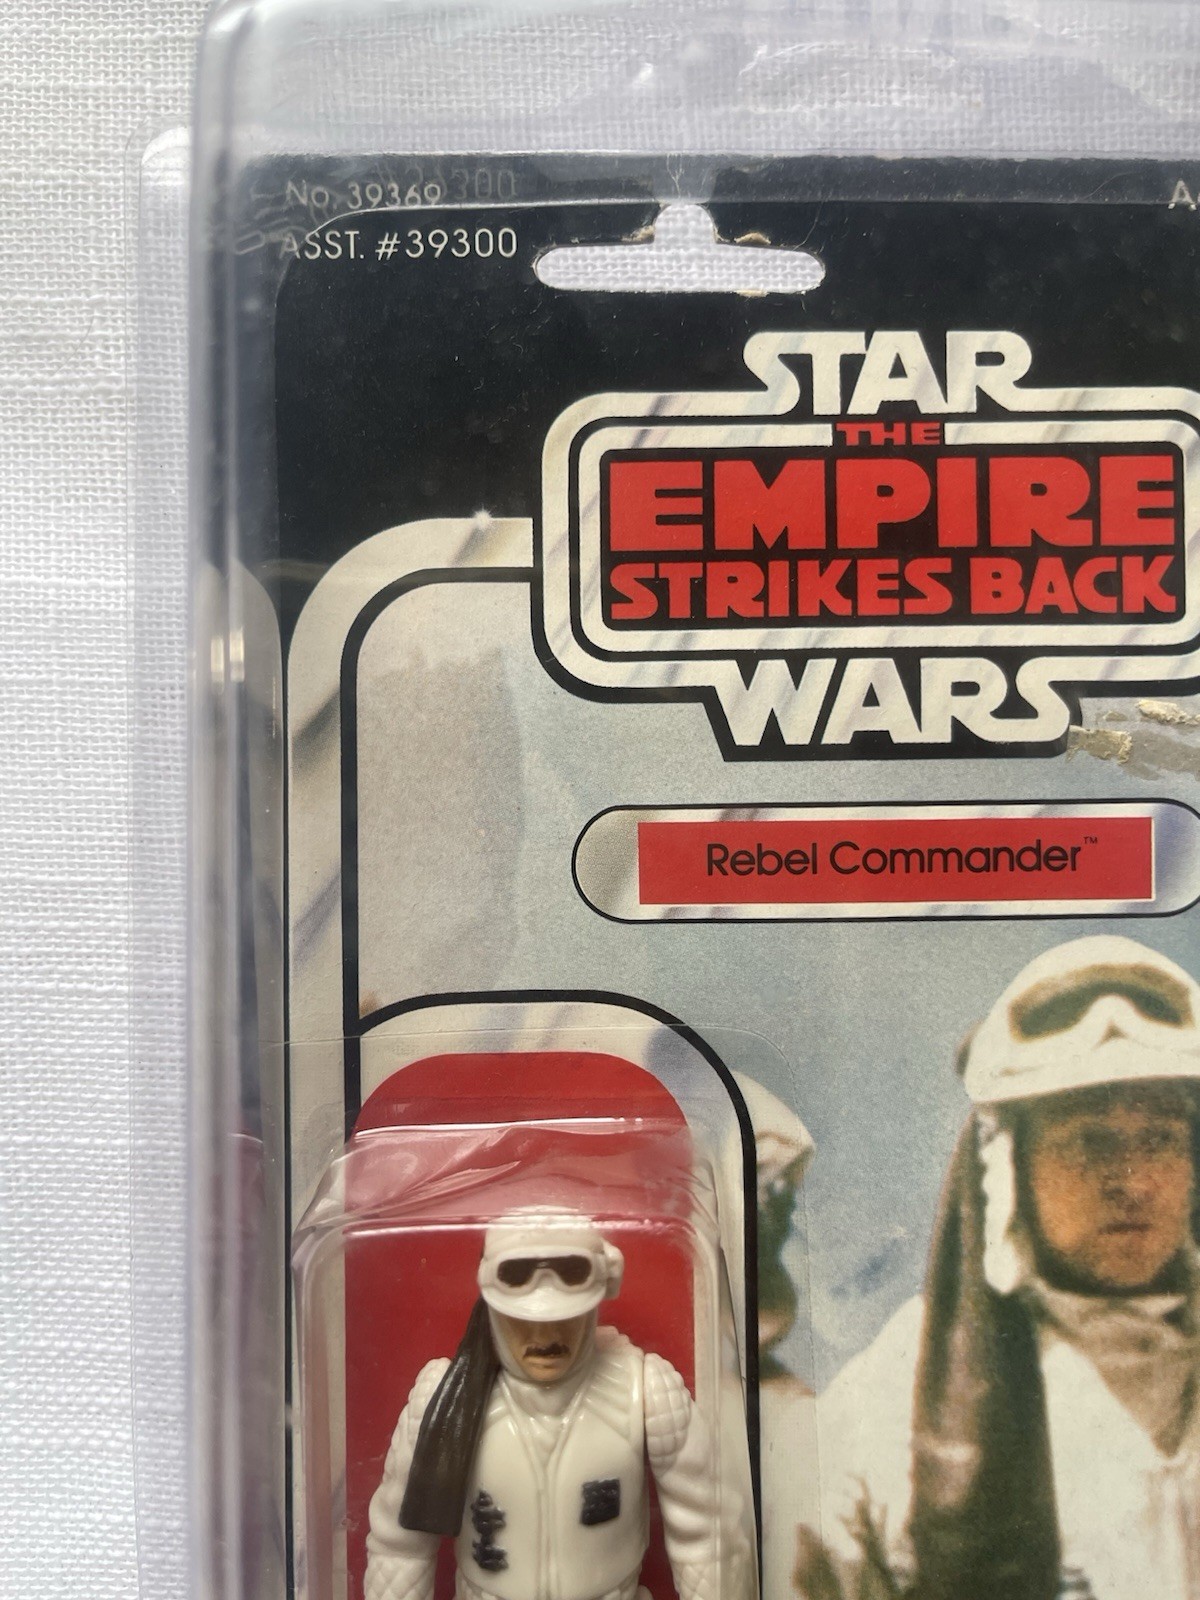 No. 39369
ASST. #39300
A
STAR
THE
EMPIRE
STRIKES BACK
WARS
Rebel Commander™